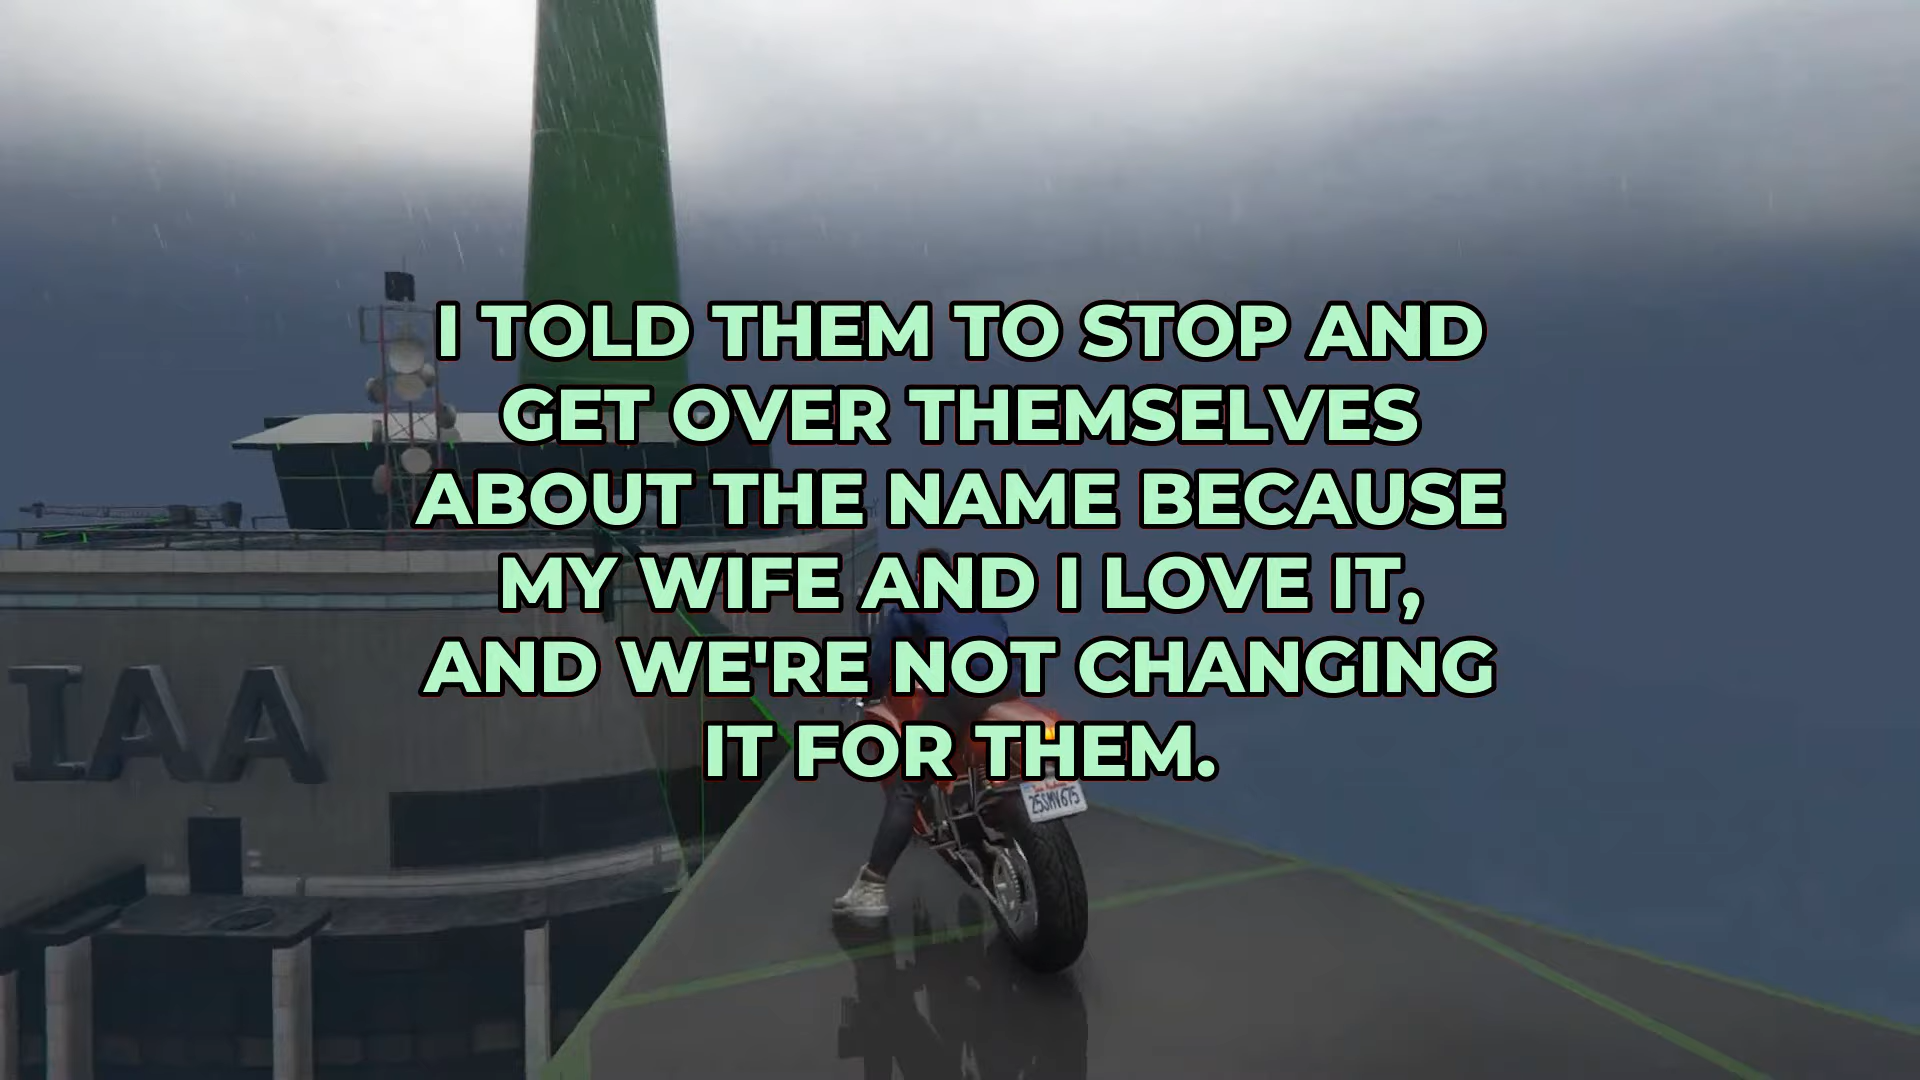 I TOLD THEM TO STOP AND
GET OVER THEMSELVES
ABOUT THE NAME BECAUSE
MY WIFE AND I LOVE IT,
AND WE'RE NOT CHANGING
IT FOR THEM.
IAA